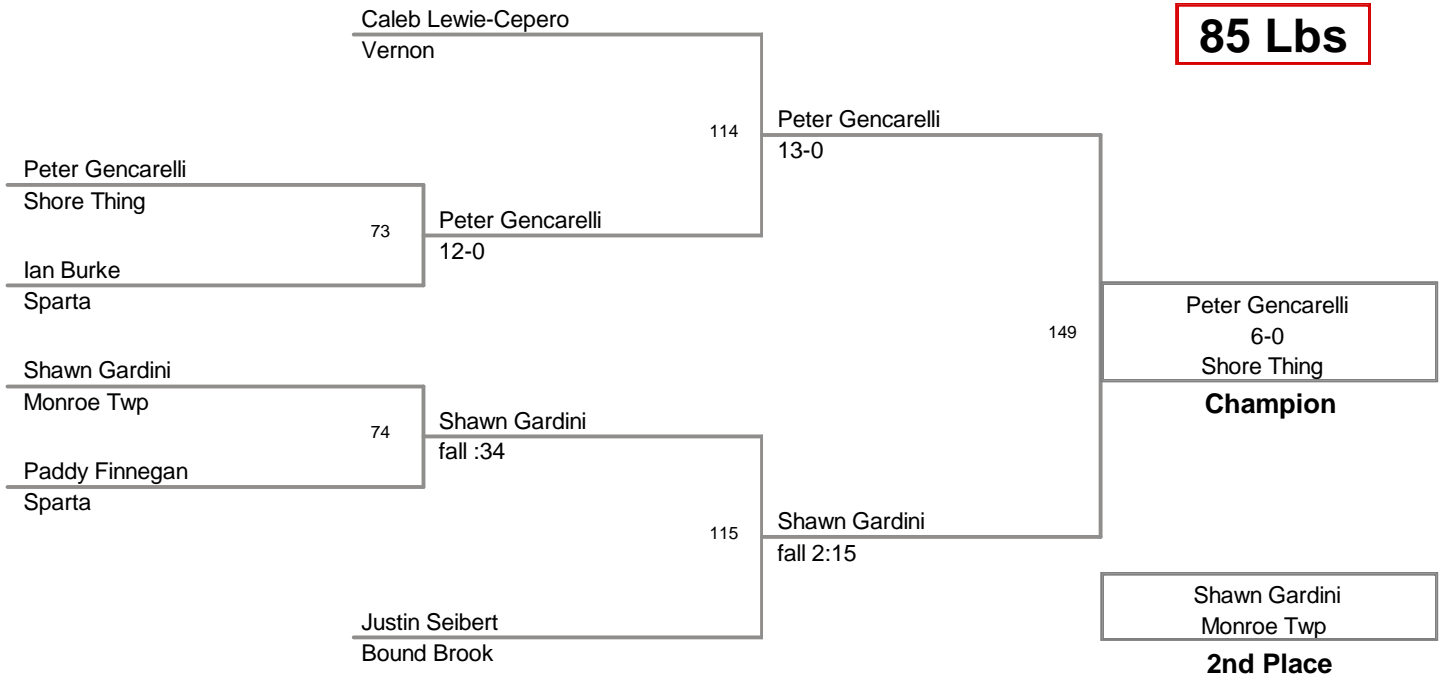 Caleb Lewie-Cepero
Vernon
85 Lbs
114
Peter Gencarelli
13-0
Peter Gencarelli
Shore Thing
73
Peter Gencarelli
12-0
Ian Burke
Sparta
149
Peter Gencarelli
6-0
Shore Thing
Champion
Shawn Gardini
Monroe Twp
74
Shawn Gardini
fall :34
Paddy Finnegan
Sparta
115
Shawn Gardini
fall 2:15
Justin Seibert
Bound Brook
Shawn Gardini
Monroe Twp
2nd Place